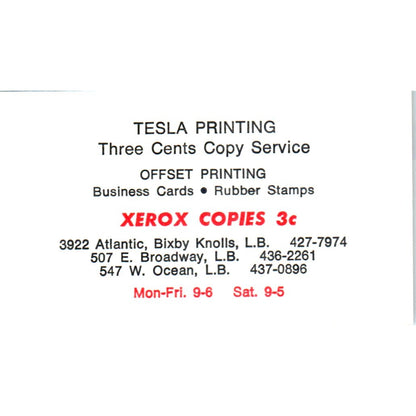 TESLA PRINTING
Three Cents Copy Service
OFFSET PRINTING
Business Cards ● Rubber Stamps
XEROX COPIES 3c
3922 Atlantic, Bixby Knolls, L.B. 427-7974
507 E. Broadway, L.B. 436-2261
547 W. Ocean, L.B. 437-0896
Mon-Fri. 9-6 Sat. 9-5